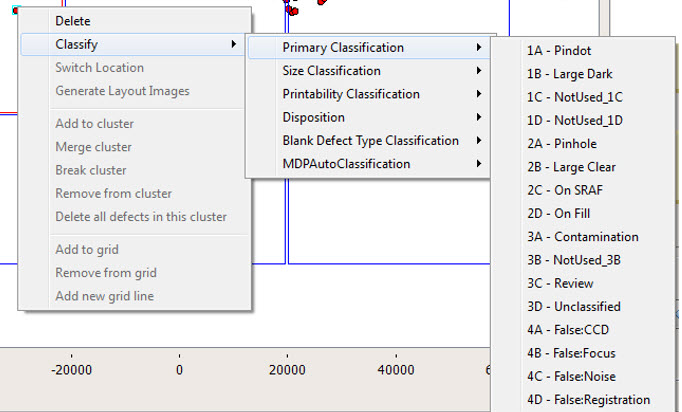 Delete
Classify
Switch Location
Generate Layout Images
Add to cluster
Merge cluster
Break cluster
Remove from cluster
Delete all defects in this cluster
Add to grid
Remove from grid
Add new grid line
Primary Classification
Size Classification
Printability Classification
Disposition
Blank Defect Type Classification
MDPAutoClassification
1A - Pindot
1B - Large Dark
1C - NotUsed_1C
1D - NotUsed_1D
2A - Pinhole
2B - Large Clear
2C - On SRAF
2D - On Fill
3A - Contamination
3B - NotUsed_3B
3C - Review
3D - Unclassified
4A - False:CCD
4B - False:Focus
4C - False:Noise
4D - False:Registration
-20000 0 20000 40000